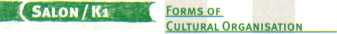 SALON / K1
FORMS OF
CULTURAL ORGANISATION